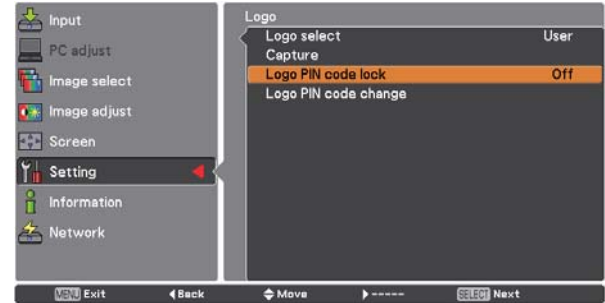 Input
PC adjust
Image select
Image adjust
Screen
Setting
Information
Network
Logo
Logo select User
Capture
Logo PIN code lock Off
Logo PIN code change
MENU Exit Back Move ----- SELECT Next